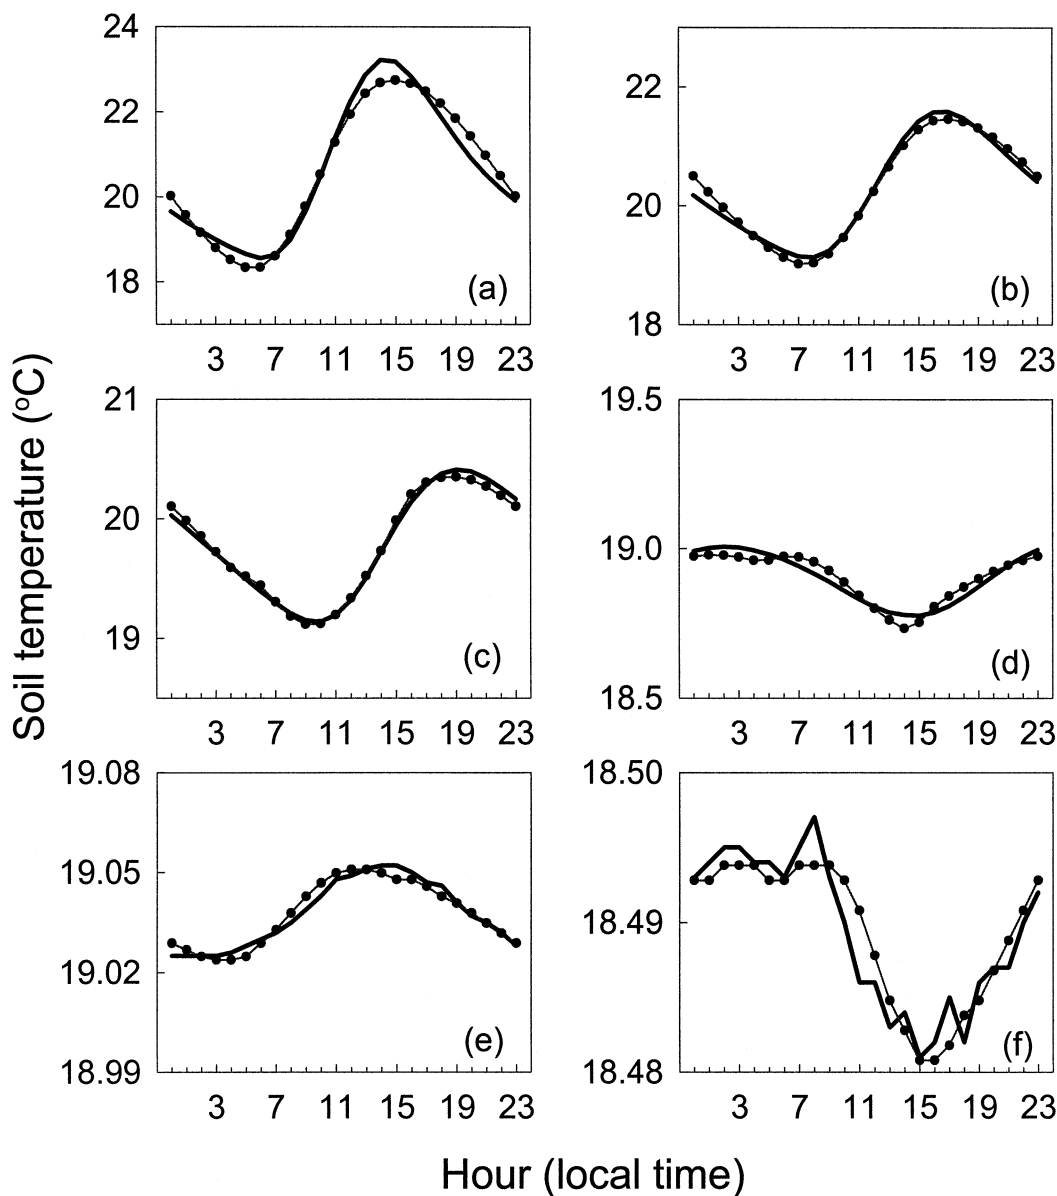 24
22
20
18
(a)
3 7 11 15 19 23
22
20
18
(b)
3 7 11 15 19 23
Soil temperature (oC)
21
20
19
(c)
3 7 11 15 19 23
19.5
19.0
18.5
(d)
3 7 11 15 19 23
19.08
19.05
19.02
18.99
(e)
3 7 11 15 19 23
18.50
18.49
18.48
(f)
3 7 11 15 19 23
Hour (local time)